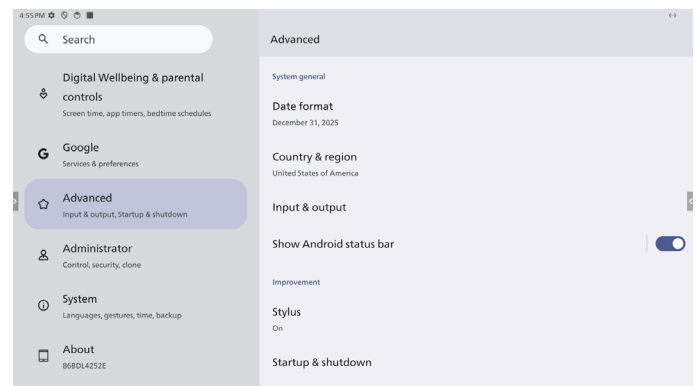 4:55 PM
Search
Advanced
Digital Wellbeing & parental
controls
Screen time, app timers, bedtime schedules
Google
Services & preferences
Advanced
Input & output, Startup & shutdown
Administrator
Control, security, clone
System
Languages, gestures, time, backup
About
86BDL4252E
System general
Date format
December 31, 2025
Country & region
United States of America
Input & output
Show Android status bar
Improvement
Stylus
On
Startup & shutdown